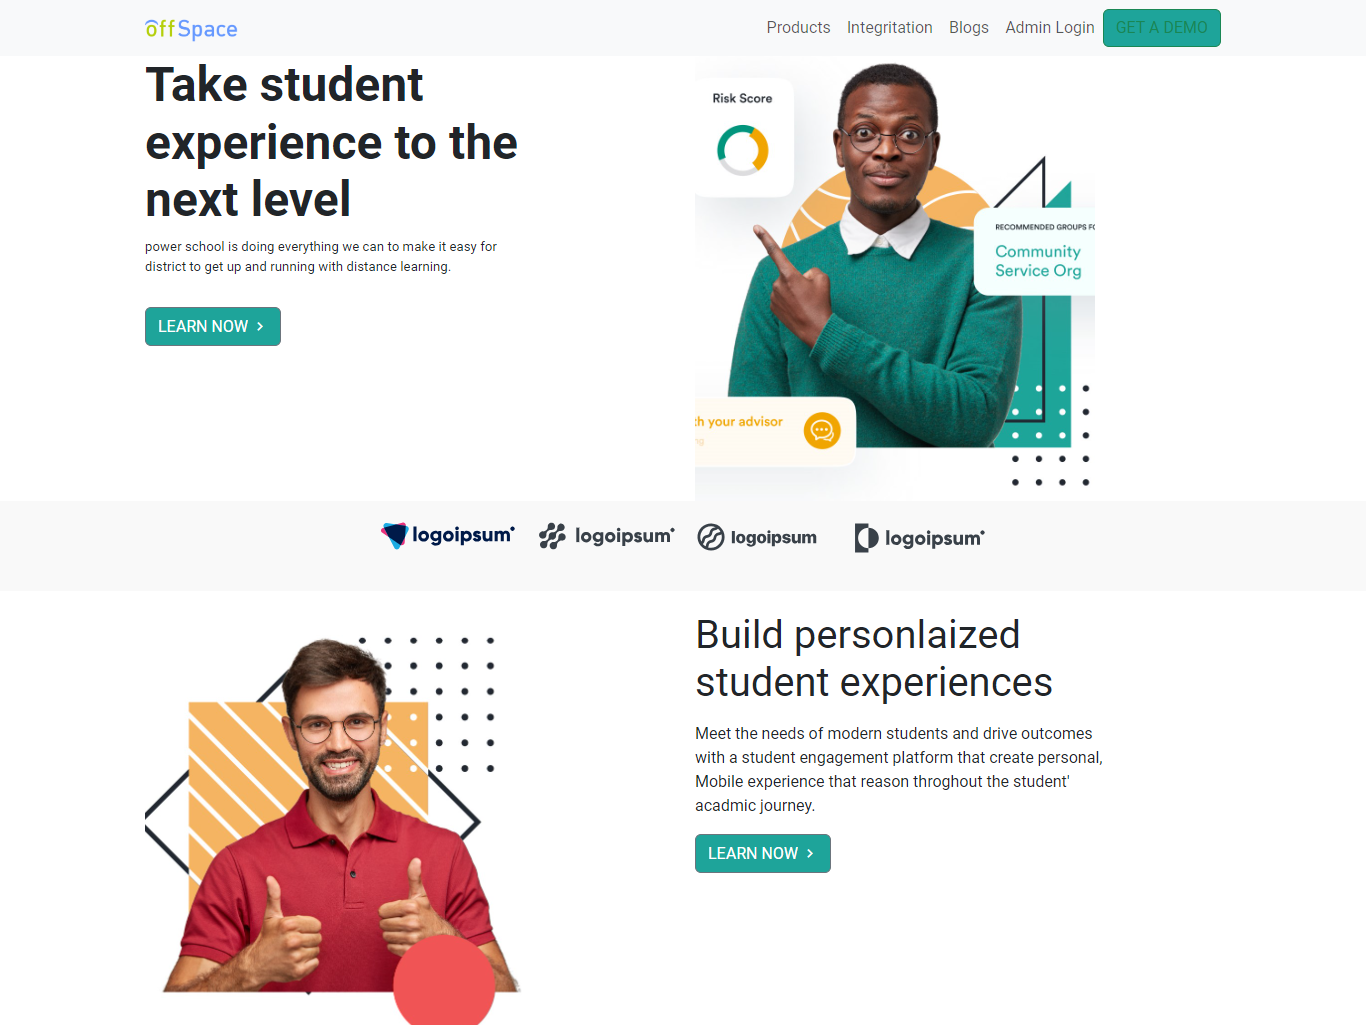 offSpace
Products Integritation Blogs Admin Login GET A DEMO
Take student
experience to the
next level
power school is doing everything we can to make it easy for
district to get up and running with distance learning.
LEARN NOW
Risk Score
RECOMMENDED GROUPS
Community
Service Org
your advisor
logoipsum logoipsum logoipsum logoipsum
Build personlaized
student experiences
Meet the needs of modern students and drive outcomes
with a student engagement platform that create personal,
Mobile experience that reason throghout the student'
acadmic journey.
LEARN NOW